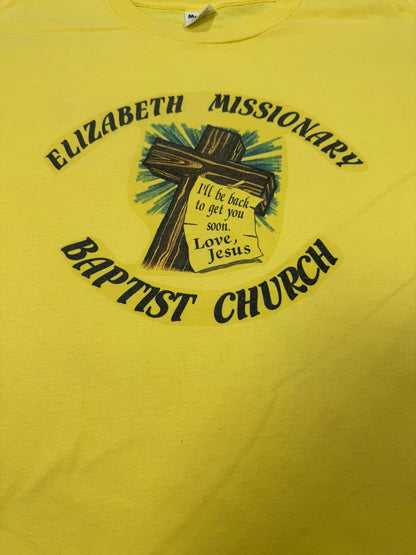 ELIZABETH MISSIONARY
I'll be back
to get you
soon.
Love,
Jesus
BAPTIST CHURCH